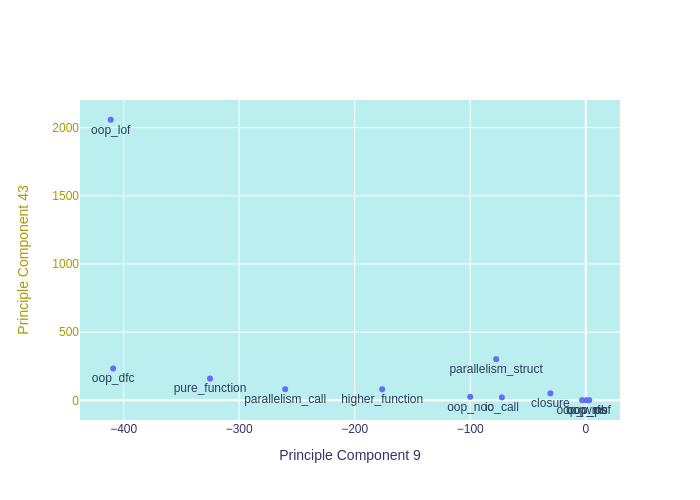 2000
1500
1000
500
0
oop_lof
oop_dfc
pure_function
parallelism_call
higher_function
parallelism_struct
oop_noc
io_call
closure
−400
−300
−200
−100
0
Principle Component 9
Principle Component 43